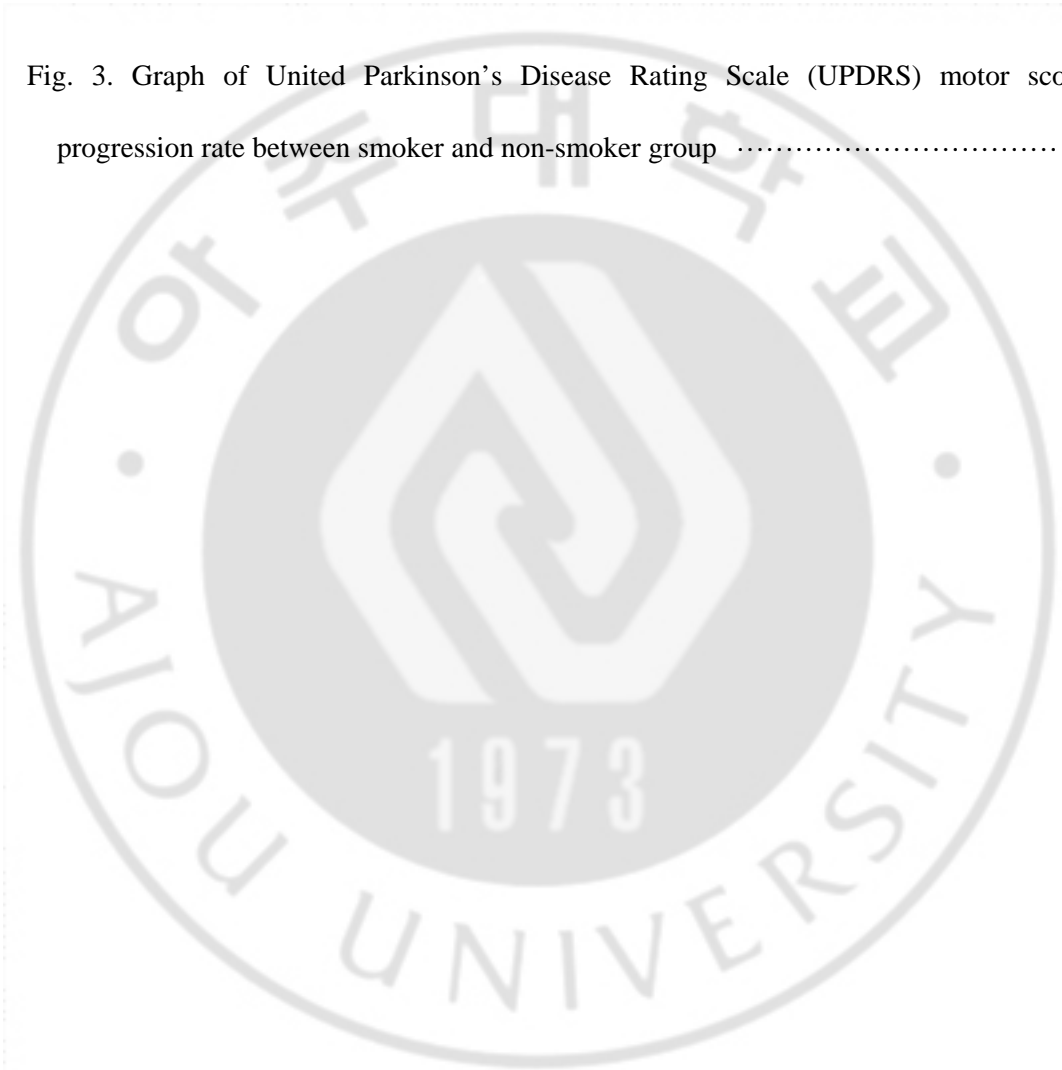 Fig. 3. Graph of United Parkinson's Disease Rating Scale (UPDRS) motor sco
progression rate between smoker and non-smoker group ································
아주대학교
1973
AJOU UNIVERSITY